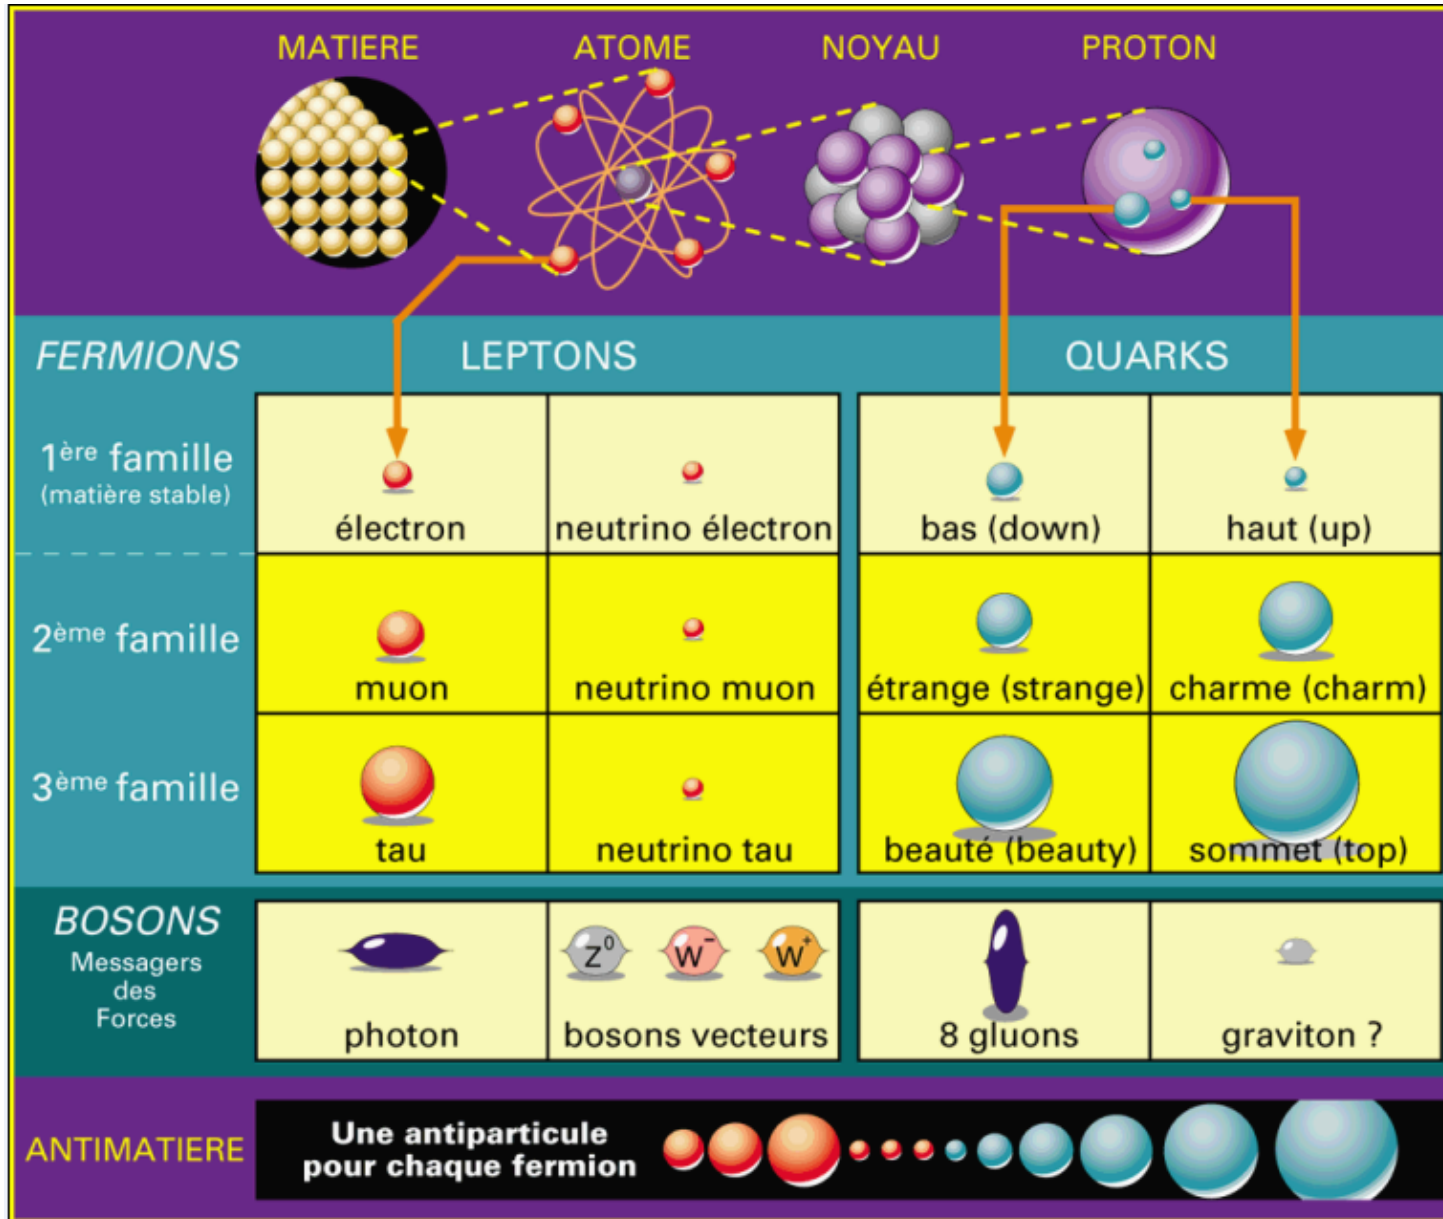 MATIERE ATOME NOYAU PROTON
FERMIONS LEPTONS QUARKS
1ère famille
(matière stable)
électron neutrino électron bas (down) haut (up)
2ème famille
muon neutrino muon étrange (strange) charme (charm)
3ème famille
tau neutrino tau beauté (beauty) sommet (top)
BOSONS
Messagers
des
Forces
Z⁰ W⁻ W⁺
photon bosons vecteurs 8 gluons graviton ?
ANTIMATIERE
Une antiparticule
pour chaque fermion